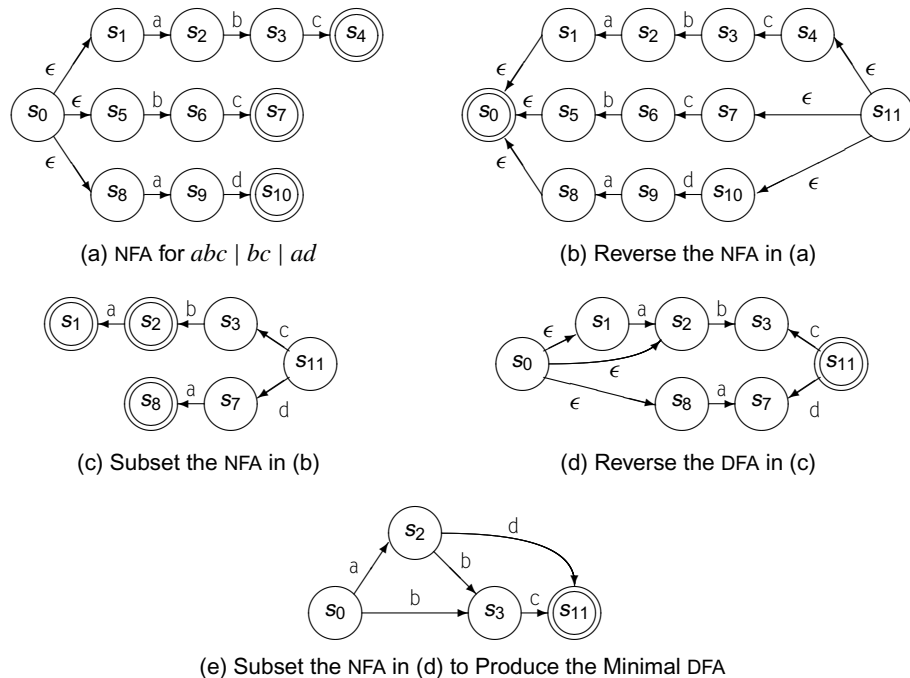 s1 a s2 b s3 c s4
ϵ
s0 ϵ s5 b s6 c s7
ϵ
s8 a s9 d s10
(a) NFA for abc | bc | ad
s1 a s2 b s3 c s4
ϵ ϵ
s0 ϵ s5 b s6 c s7 ϵ s11
ϵ ϵ
s8 a s9 d s10
(b) Reverse the NFA in (a)
s1 a s2 b s3
c
s11
s8 a s7 d
(c) Subset the NFA in (b)
s1 a s2 b s3
ϵ c
s0 ϵ s11
ϵ s8 a s7 d
(d) Reverse the DFA in (c)
s2 d
a b
s0 b s3 c s11
(e) Subset the NFA in (d) to Produce the Minimal DFA